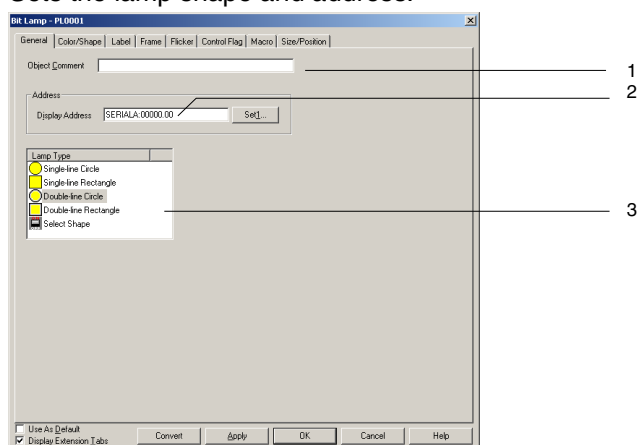 Sets the lamp shape and address.
Bit Lamp - PL0001
General Color/Shape Label Frame Flicker Control Flag Macro Size/Position
Object Comment 1
Address 2
Display Address SERIALA:00000.00 Set1...
Lamp Type
Single-line Circle
Single-line Rectangle
Double-line Circle
Double-line Rectangle 3
Select Shape
Use As Default
Display Extension Tabs Convert Apply OK Cancel Help